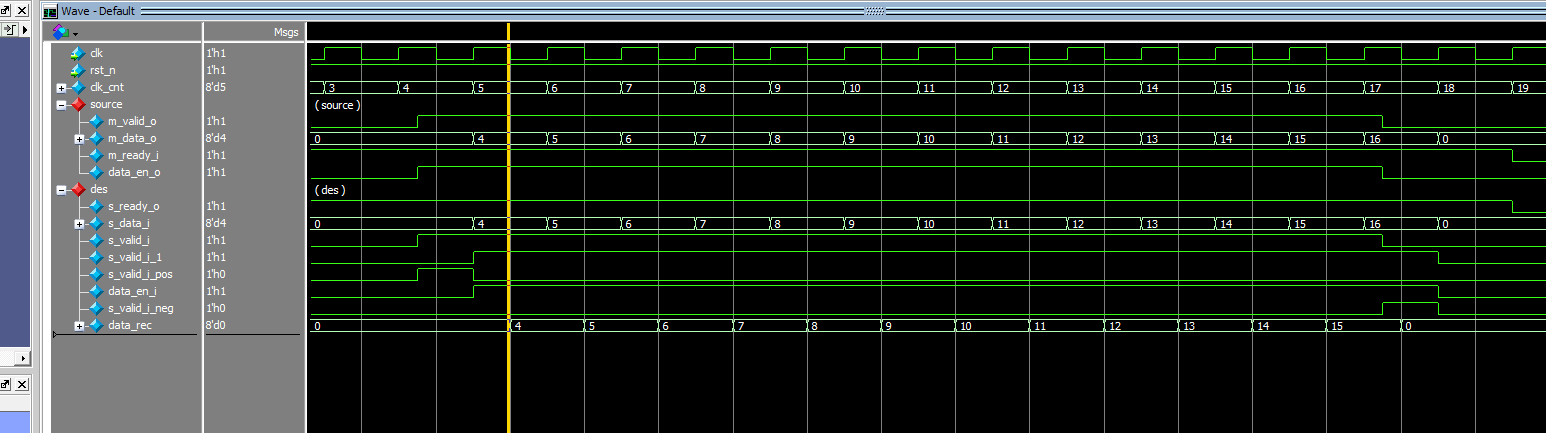 Wave - Default
Msgs
clk 1'h1
rst_n 1'h1
clk_cnt 8'd5 3 4 5 6 7 8 9 10 11 12 13 14 15 16 17 18 19
source (source)
m_valid_o 1'h1
m_data_o 8'd4 0 4 5 6 7 8 9 10 11 12 13 14 15 16 0
m_ready_i 1'h1
data_en_o 1'h1
des (des)
s_ready_o 1'h1
s_data_i 8'd4 0 4 5 6 7 8 9 10 11 12 13 14 15 16 0
s_valid_i 1'h1
s_valid_i_1 1'h1
s_valid_i_pos 1'h0
data_en_i 1'h1
s_valid_i_neg 1'h0
data_rec 8'd0 0 4 5 6 7 8 9 10 11 12 13 14 15 0